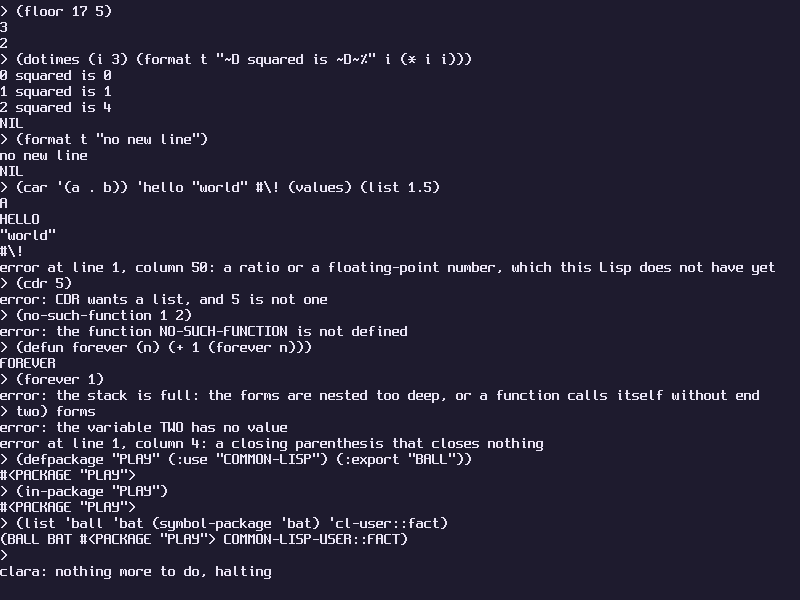 > (floor 17 5)
3
2
> (dotimes (i 3) (format t "~D squared is ~D~%" i (* i i)))
0 squared is 0
1 squared is 1
2 squared is 4
NIL
> (format t "no new line")
no new line
NIL
> (car '(a . b)) 'hello "world" #\! (values) (list 1.5)
A
HELLO
"world"
#\!
error at line 1, column 50: a ratio or a floating-point number, which this Lisp does not have yet
> (cdr 5)
error: CDR wants a list, and 5 is not one
> (no-such-function 1 2)
error: the function NO-SUCH-FUNCTION is not defined
> (defun forever (n) (+ 1 (forever n)))
FOREVER
> (forever 1)
error: the stack is full: the forms are nested too deep, or a function calls itself without end
> two) forms
error: the variable TWO has no value
error at line 1, column 4: a closing parenthesis that closes nothing
> (defpackage "PLAY" (:use "COMMON-LISP") (:export "BALL"))
#<PACKAGE "PLAY">
> (in-package "PLAY")
#<PACKAGE "PLAY">
> (list 'ball 'bat (symbol-package 'bat) 'cl-user::fact)
(BALL BAT #<PACKAGE "PLAY"> COMMON-LISP-USER::FACT)
>
clara: nothing more to do, halting